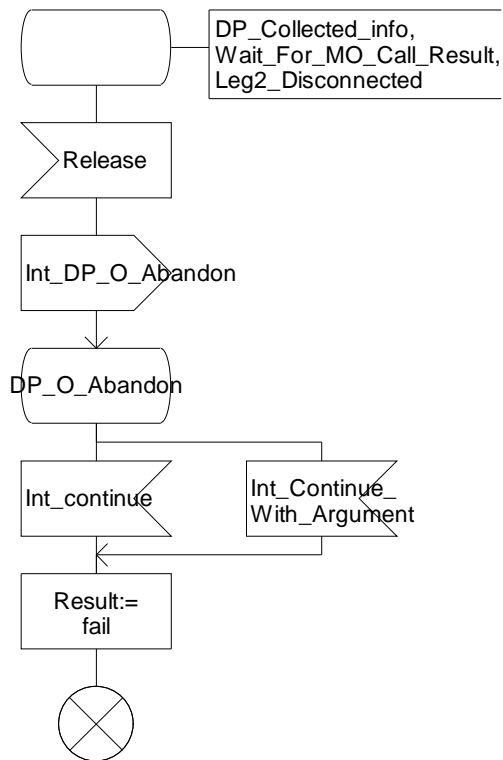 DP_Collected_info,
Wait_For_MO_Call_Result,
Leg2_Disconnected
Release
Int_DP_O_Abandon
DP_O_Abandon
Int_continue
Int_Continue_
With_Argument
Result:=
fail